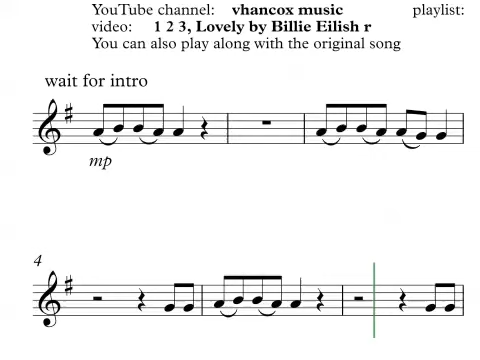 YouTube channel: vhancox music playlist:
video: 1 2 3, Lovely by Billie Eilish r
You can also play along with the original song
wait for intro
mp
4